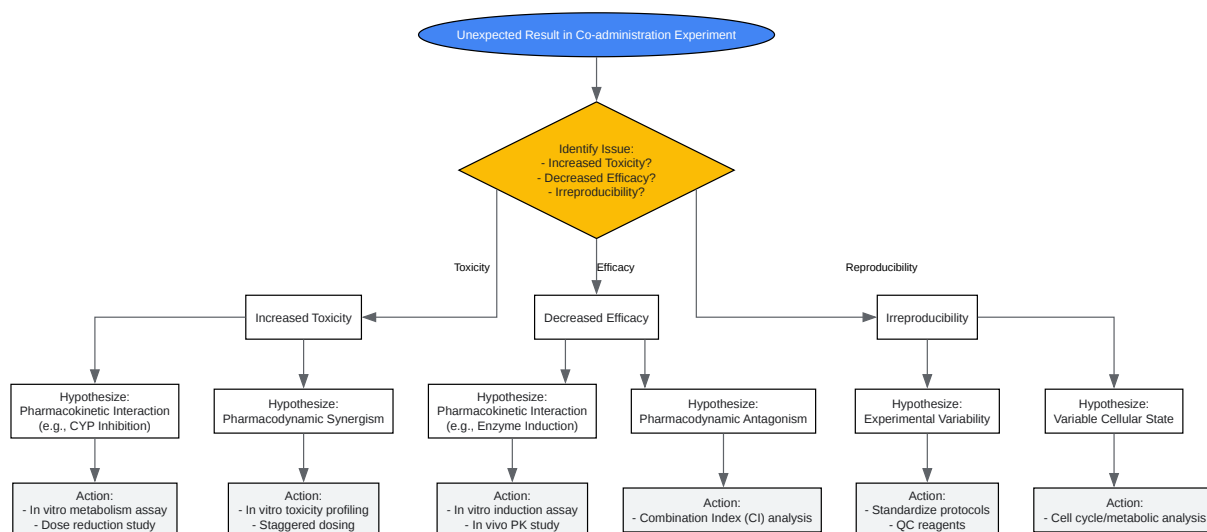 Unexpected Result in Co-administration Experiment
Identify Issue:
- Increased Toxicity?
- Decreased Efficacy?
- Irreproducibility?
Toxicity
Efficacy
Reproducibility
Increased Toxicity
Decreased Efficacy
Irreproducibility
Hypothesize:
Pharmacokinetic Interaction
(e.g., CYP Inhibition)
Hypothesize:
Pharmacodynamic Synergism
Hypothesize:
Pharmacokinetic Interaction
(e.g., Enzyme Induction)
Hypothesize:
Pharmacodynamic Antagonism
Hypothesize:
Experimental Variability
Hypothesize:
Variable Cellular State
Action:
- In vitro metabolism assay
- Dose reduction study
Action:
- In vitro toxicity profiling
- Staggered dosing
Action:
- In vitro induction assay
- In vivo PK study
Action:
- Combination Index (CI) analysis
Action:
- Standardize protocols
- QC reagents
Action:
- Cell cycle/metabolic analysis